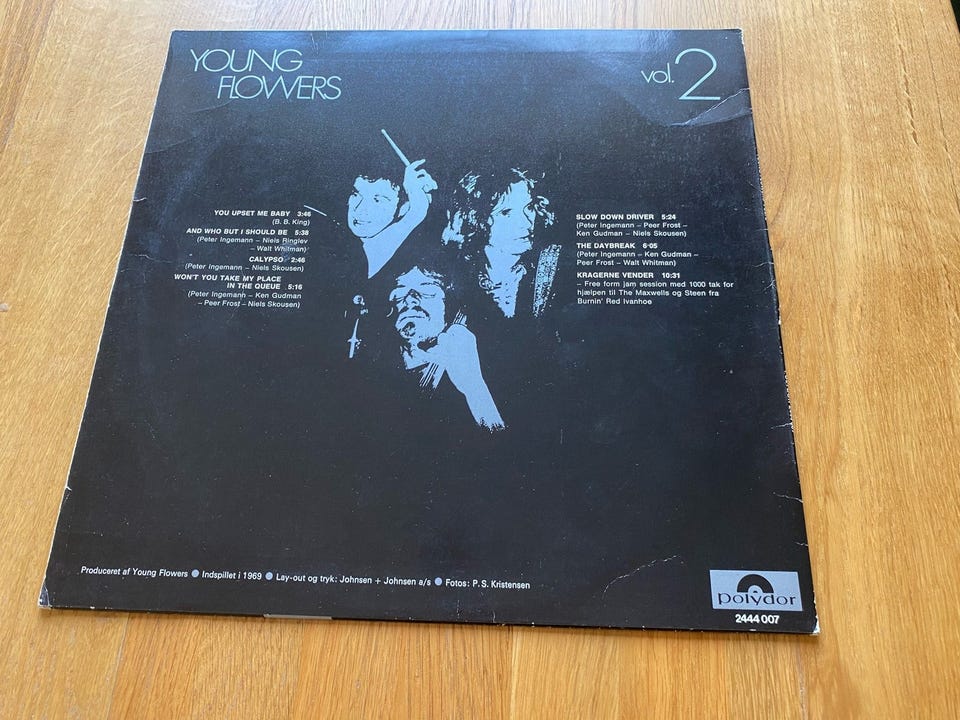 YOUNG
FLOWERS
vol. 2
YOU UPSET ME BABY 3:46
(B. B. King)
AND WHO BUT I SHOULD BE 5:38
(Peter Ingemann – Niels Ringlev
– Walt Whitman)
CALYPSO 2:46
(Peter Ingemann – Niels Skousen)
WON'T YOU TAKE MY PLACE
IN THE QUEUE 5:16
(Peter Ingemann – Ken Gudman
– Peer Frost – Niels Skousen)
SLOW DOWN DRIVER 5:24
(Peter Ingemann – Peer Frost –
Ken Gudman – Niels Skousen)
THE DAYBREAK 6:05
(Peter Ingemann – Ken Gudman –
Peer Frost – Walt Whitman)
KRAGERNE VENDER 10:31
– Free form jam session med 1000 tak for
hjælpen til The Maxwells og Steen fra
Burnin' Red Ivanhoe
Produceret af Young Flowers ● Indspillet i 1969 ● Lay-out og tryk: Johnsen + Johnsen a/s ● Fotos: P. S. Kristensen
polydor
2444 007